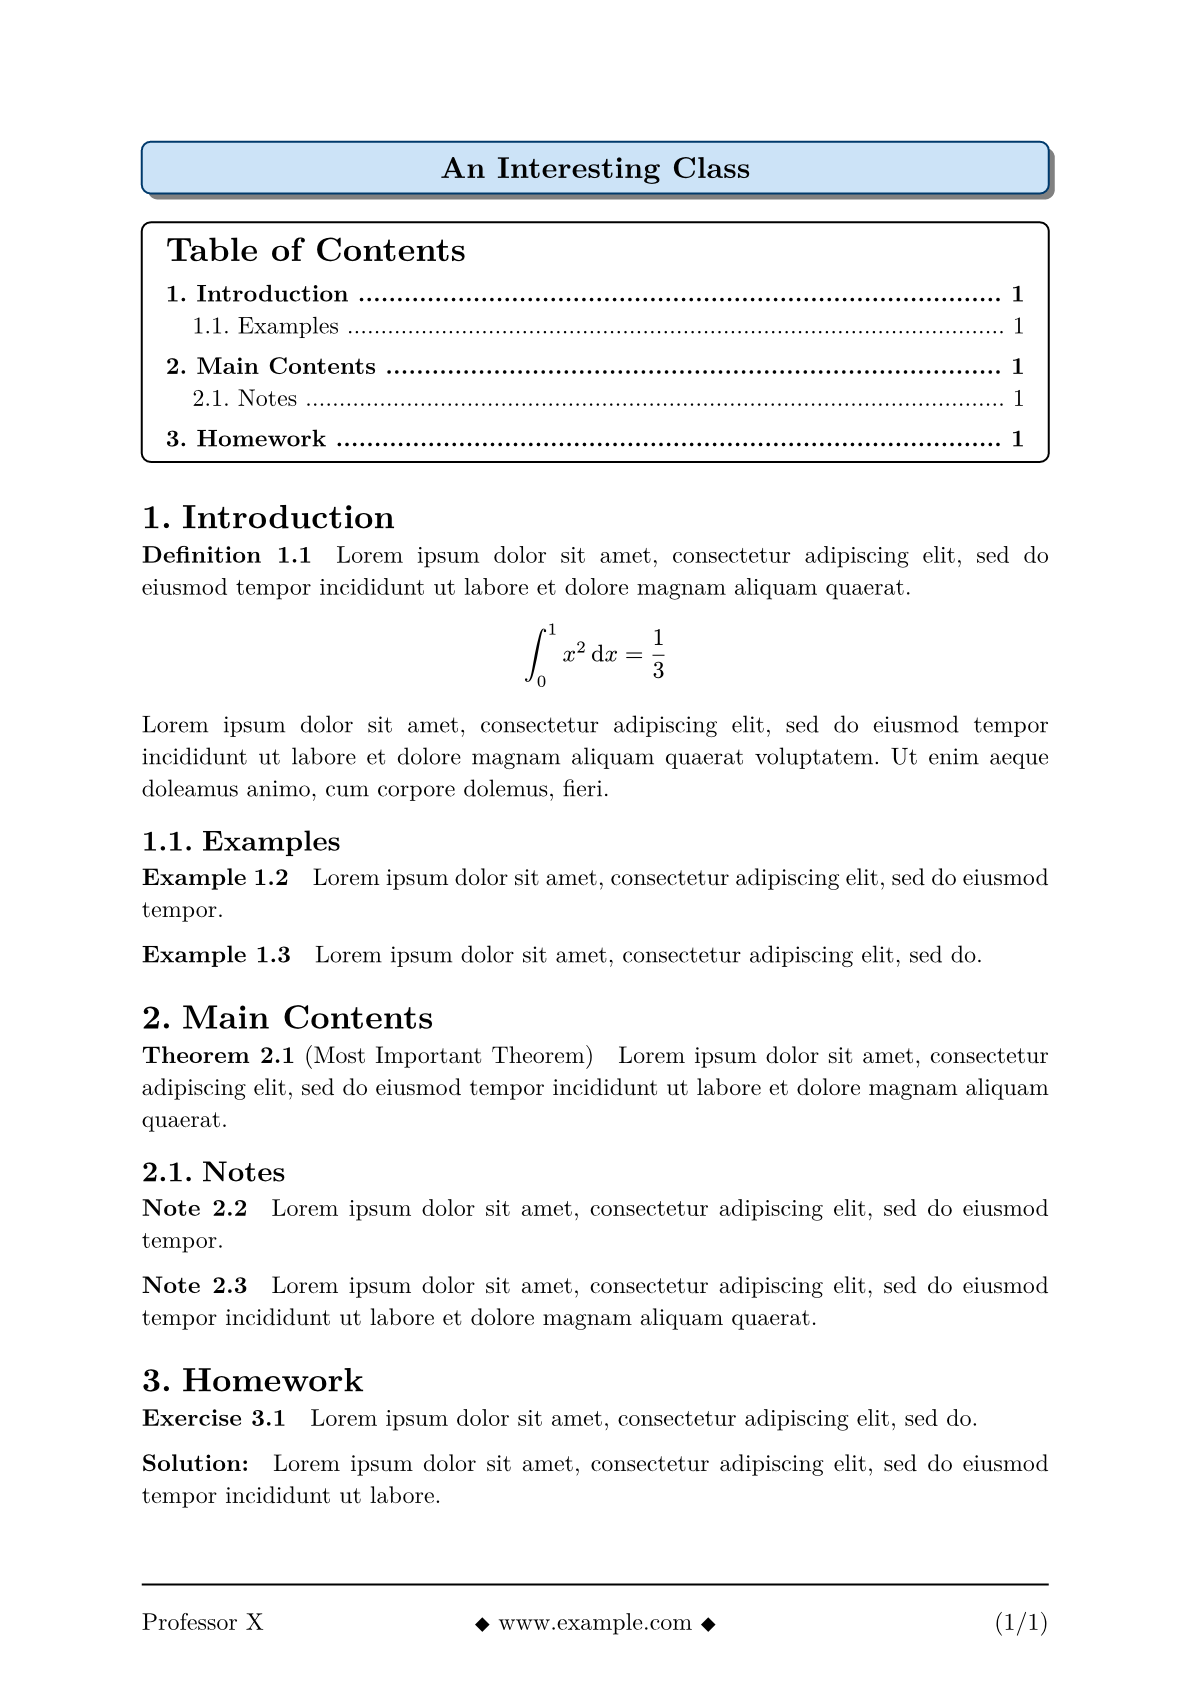 An Interesting Class
Table of Contents
1. Introduction ................................................................................... 1
1.1. Examples .................................................................................................. 1
2. Main Contents ................................................................................ 1
2.1. Notes ........................................................................................................ 1
3. Homework ...................................................................................... 1
1. Introduction
Definition 1.1 Lorem ipsum dolor sit amet, consectetur adipiscing elit, sed do
eiusmod tempor incididunt ut labore et dolore magnam aliquam quaerat.
∫₀¹ x² dx = 1/3
Lorem ipsum dolor sit amet, consectetur adipiscing elit, sed do eiusmod tempor
incididunt ut labore et dolore magnam aliquam quaerat voluptatem. Ut enim aeque
doleamus animo, cum corpore dolemus, fieri.
1.1. Examples
Example 1.2 Lorem ipsum dolor sit amet, consectetur adipiscing elit, sed do eiusmod
tempor.
Example 1.3 Lorem ipsum dolor sit amet, consectetur adipiscing elit, sed do.
2. Main Contents
Theorem 2.1 (Most Important Theorem) Lorem ipsum dolor sit amet, consectetur
adipiscing elit, sed do eiusmod tempor incididunt ut labore et dolore magnam aliquam
quaerat.
2.1. Notes
Note 2.2 Lorem ipsum dolor sit amet, consectetur adipiscing elit, sed do eiusmod
tempor.
Note 2.3 Lorem ipsum dolor sit amet, consectetur adipiscing elit, sed do eiusmod
tempor incididunt ut labore et dolore magnam aliquam quaerat.
3. Homework
Exercise 3.1 Lorem ipsum dolor sit amet, consectetur adipiscing elit, sed do.
Solution: Lorem ipsum dolor sit amet, consectetur adipiscing elit, sed do eiusmod
tempor incididunt ut labore.
Professor X ◆ www.example.com ◆ (1/1)